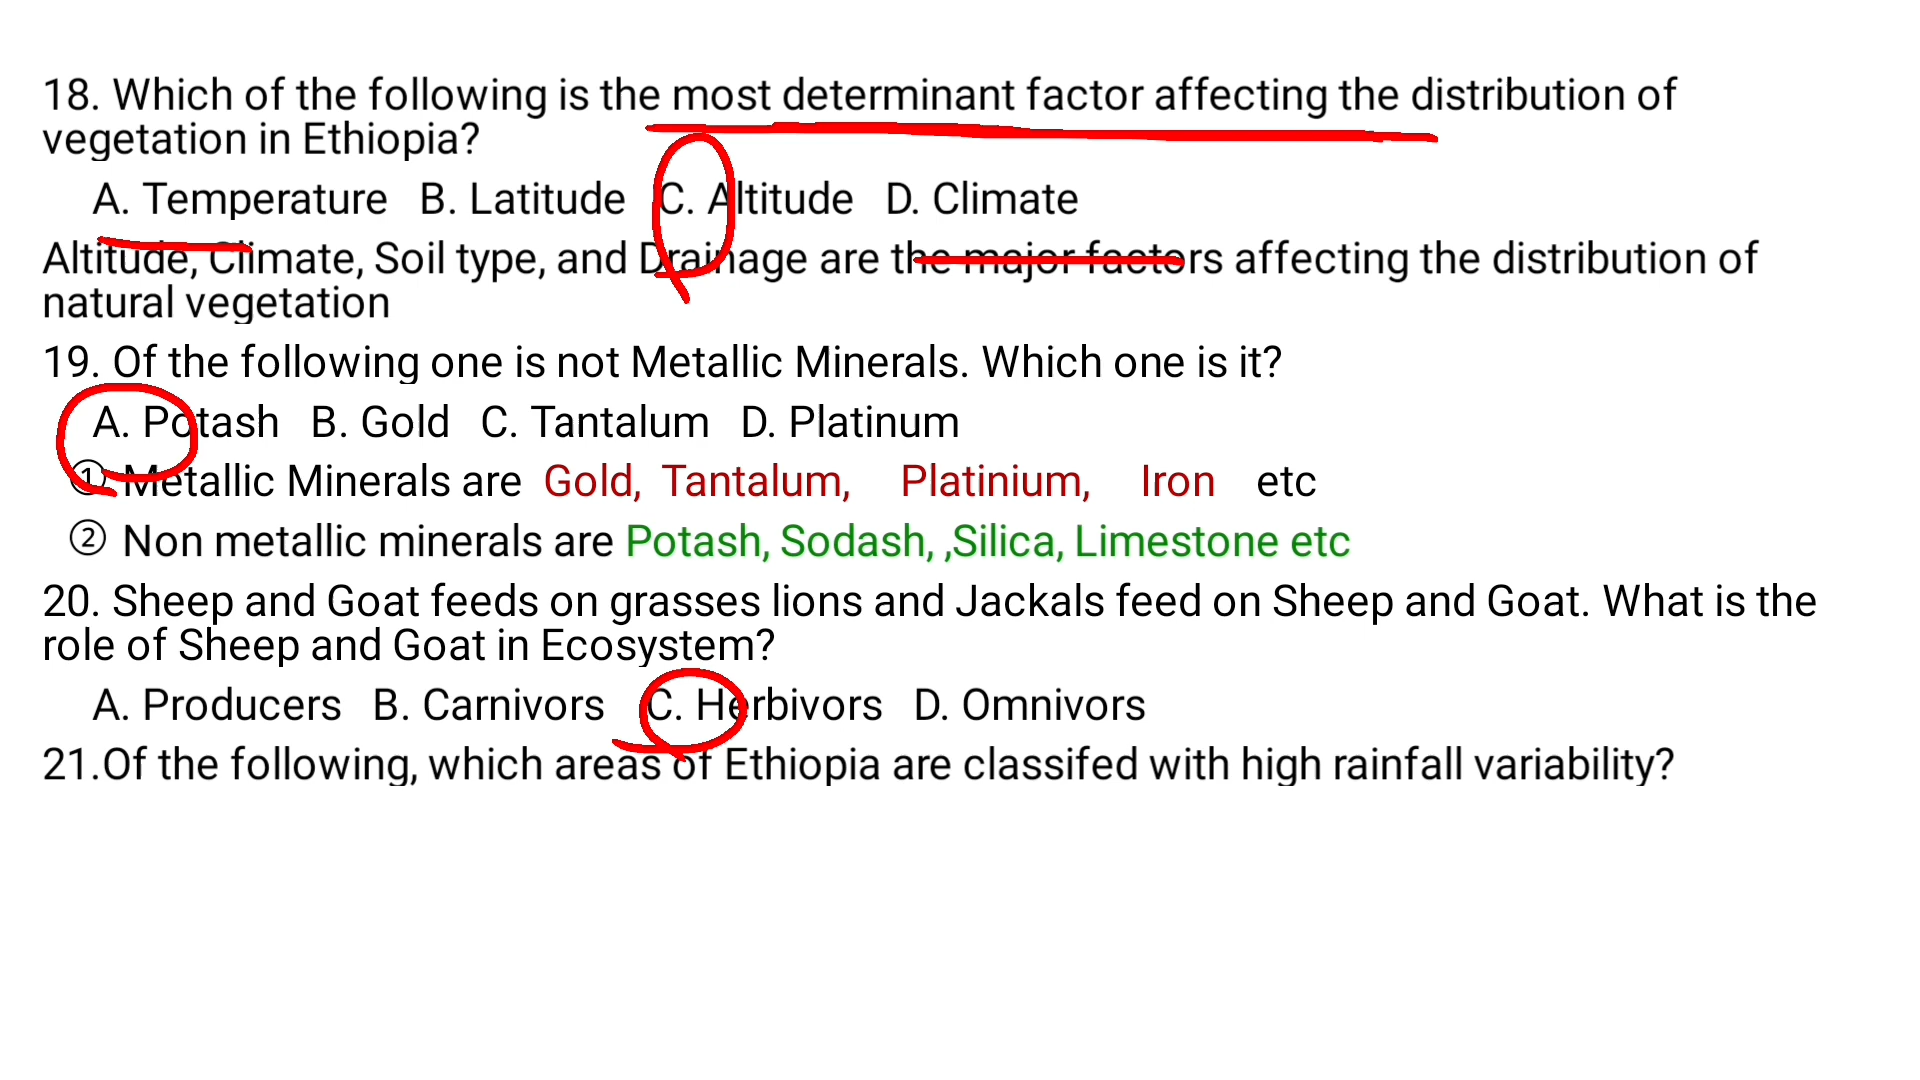 18. Which of the following is the most determinant factor affecting the distribution of
vegetation in Ethiopia?
A. Temperature B. Latitude C. Altitude D. Climate
Altitude, Climate, Soil type, and Drainage are the major factors affecting the distribution of
natural vegetation
19. Of the following one is not Metallic Minerals. Which one is it?
A. Potash B. Gold C. Tantalum D. Platinum
① Metallic Minerals are Gold, Tantalum, Platinium, Iron etc
② Non metallic minerals are Potash, Sodash, ,Silica, Limestone etc
20. Sheep and Goat feeds on grasses lions and Jackals feed on Sheep and Goat. What is the
role of Sheep and Goat in Ecosystem?
A. Producers B. Carnivors C. Herbivors D. Omnivors
21.Of the following, which areas of Ethiopia are classifed with high rainfall variability?